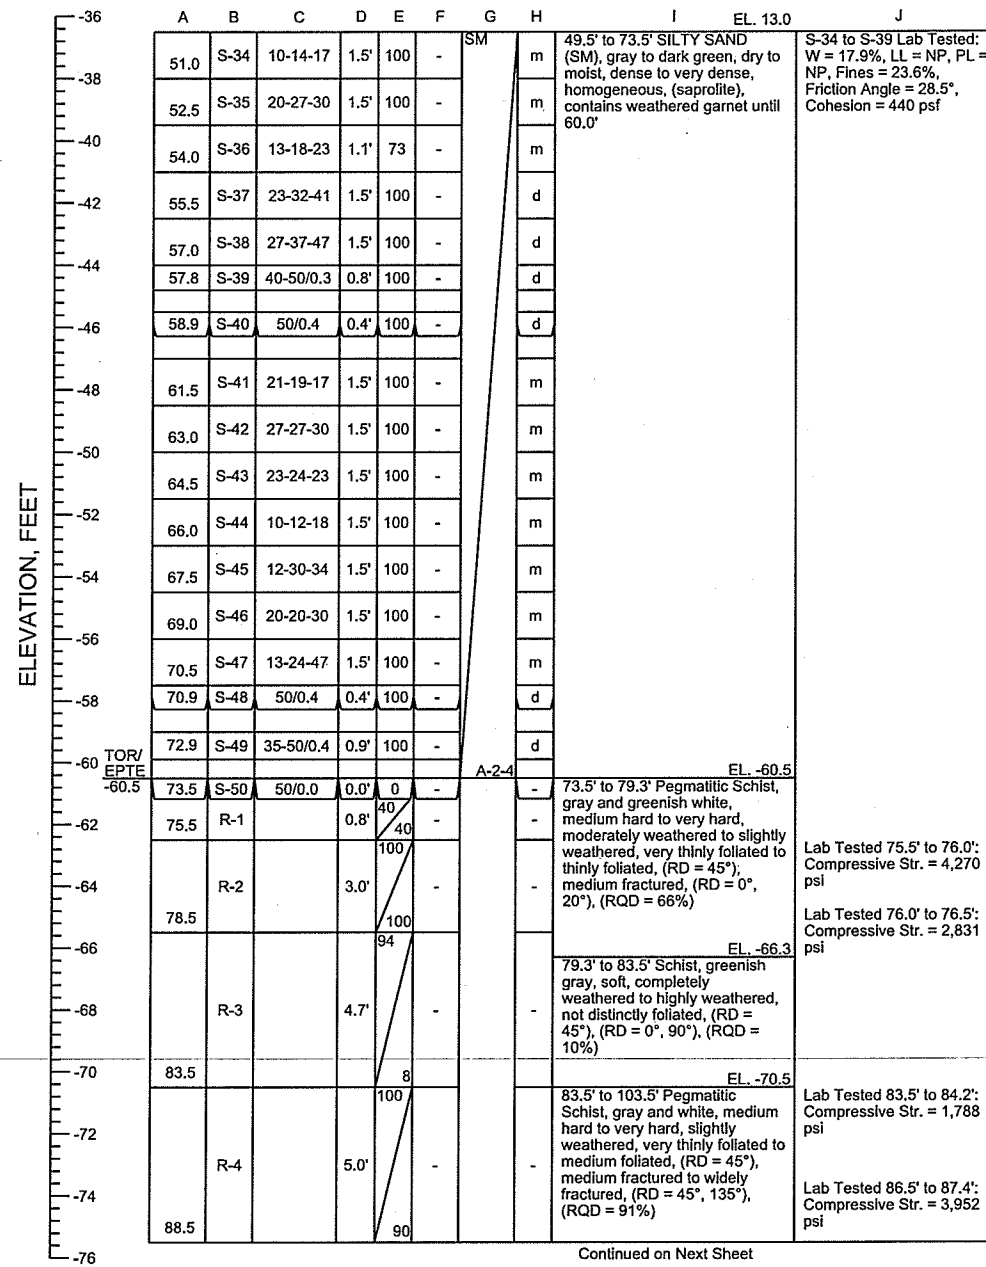 A B C D E F G H I EL. 13.0 J
-36
-38
-40
-42
-44
-46
-48
-50
-52
-54
-56
-58
-60
-62
-64
-66
-68
-70
-72
-74
-76
ELEVATION, FEET
TOR/
EPTE
-60.5
51.0 S-34 10-14-17 1.5' 100 - m
52.5 S-35 20-27-30 1.5' 100 - m
54.0 S-36 13-18-23 1.1' 73 - m
55.5 S-37 23-32-41 1.5' 100 - d
57.0 S-38 27-37-47 1.5' 100 - d
57.8 S-39 40-50/0.3 0.8' 100 - d
58.9 S-40 50/0.4 0.4' 100 - d
61.5 S-41 21-19-17 1.5' 100 - m
63.0 S-42 27-27-30 1.5' 100 - m
64.5 S-43 23-24-23 1.5' 100 - m
66.0 S-44 10-12-18 1.5' 100 - m
67.5 S-45 12-30-34 1.5' 100 - m
69.0 S-46 20-20-30 1.5' 100 - m
70.5 S-47 13-24-47 1.5' 100 - m
70.9 S-48 50/0.4 0.4' 100 - d
72.9 S-49 35-50/0.4 0.9' 100 - d
73.5 S-50 50/0.0 0.0' 0 - -
75.5 R-1 0.8' 40 40 - -
78.5 R-2 3.0' 100 100 - -
83.5 R-3 4.7' 94 8 - -
88.5 R-4 5.0' 100 90 - -
SM
A-2-4
49.5' to 73.5' SILTY SAND
(SM), gray to dark green, dry to
moist, dense to very dense,
homogeneous, (saprolite),
contains weathered garnet until
60.0'
EL. -60.5
73.5' to 79.3' Pegmatitic Schist,
gray and greenish white,
medium hard to very hard,
moderately weathered to slightly
weathered, very thinly foliated to
thinly foliated, (RD = 45°);
medium fractured, (RD = 0°,
20°), (RQD = 66%)
EL. -66.3
79.3' to 83.5' Schist, greenish
gray, soft, completely
weathered to highly weathered,
not distinctly foliated, (RD =
45°), (RD = 0°, 90°), (RQD =
10%)
EL. -70.5
83.5' to 103.5' Pegmatitic
Schist, gray and white, medium
hard to very hard, slightly
weathered, very thinly foliated to
medium foliated, (RD = 45°),
medium fractured to widely
fractured, (RD = 45°, 135°),
(RQD = 91%)
S-34 to S-39 Lab Tested:
W = 17.9%, LL = NP, PL =
NP, Fines = 23.6%,
Friction Angle = 28.5°,
Cohesion = 440 psf
Lab Tested 75.5' to 76.0':
Compressive Str. = 4,270
psi
Lab Tested 76.0' to 76.5':
Compressive Str. = 2,831
psi
Lab Tested 83.5' to 84.2':
Compressive Str. = 1,788
psi
Lab Tested 86.5' to 87.4':
Compressive Str. = 3,952
psi
Continued on Next Sheet